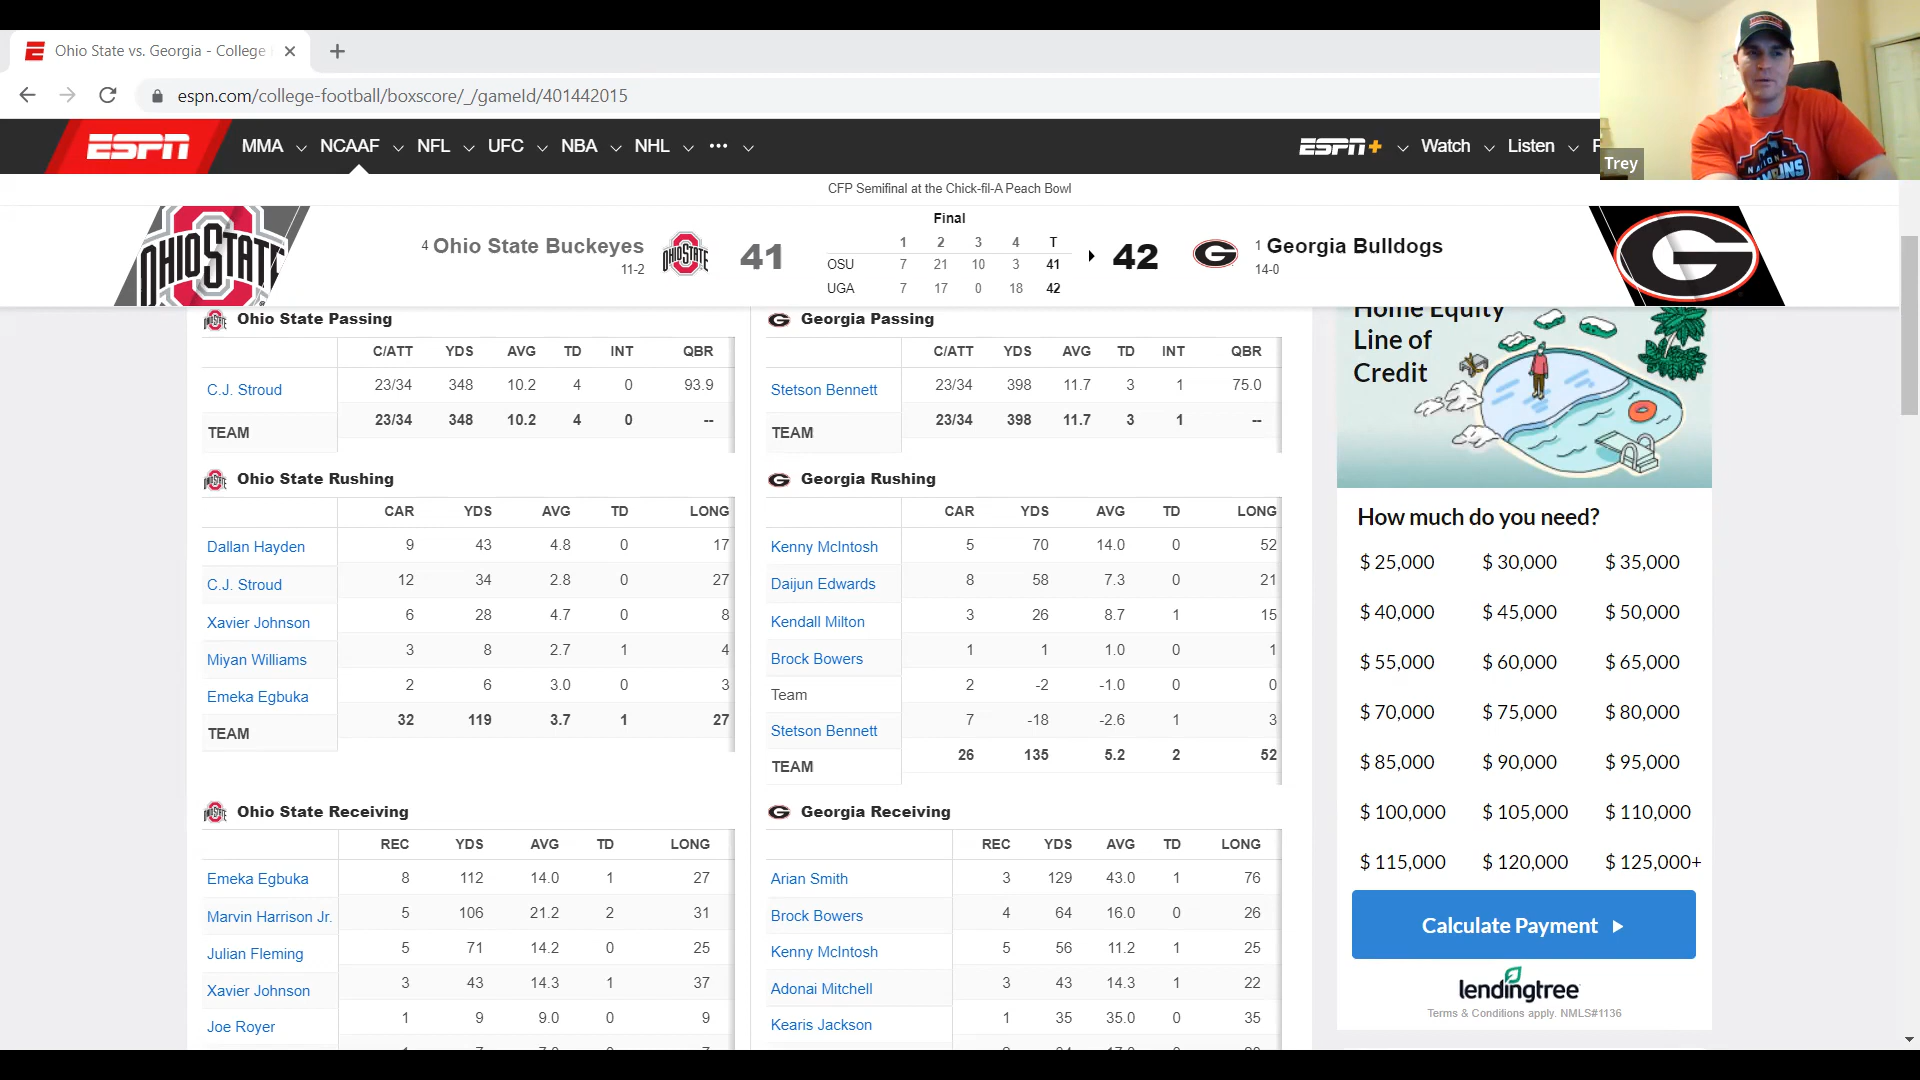 Ohio State vs. Georgia - College
espn.com/college-football/boxscore/_/gameId/401442015
ESPN MMA NCAAF NFL UFC NBA NHL ESPN+ Watch Listen
Trey
CFP Semifinal at the Chick-fil-A Peach Bowl
Final
OHIO STATE 4 Ohio State Buckeyes 11-2 OHIO STATE 41
1 2 3 4 T
OSU 7 21 10 3 41
UGA 7 17 0 18 42
42 G 1 Georgia Bulldogs 14-0 G
Ohio State Passing
C/ATT YDS AVG TD INT QBR
C.J. Stroud 23/34 348 10.2 4 0 93.9
TEAM 23/34 348 10.2 4 0 --
Georgia Passing
C/ATT YDS AVG TD INT QBR
Stetson Bennett 23/34 398 11.7 3 1 75.0
TEAM 23/34 398 11.7 3 1 --
Ohio State Rushing
CAR YDS AVG TD LONG
Dallan Hayden 9 43 4.8 0 17
C.J. Stroud 12 34 2.8 0 27
Xavier Johnson 6 28 4.7 0 8
Miyan Williams 3 8 2.7 1 4
Emeka Egbuka 2 6 3.0 0 3
TEAM 32 119 3.7 1 27
Georgia Rushing
CAR YDS AVG TD LONG
Kenny McIntosh 5 70 14.0 0 52
Daijun Edwards 8 58 7.3 0 21
Kendall Milton 3 26 8.7 1 15
Brock Bowers 1 1 1.0 0 1
Team 2 -2 -1.0 0 0
Stetson Bennett 7 -18 -2.6 1 3
TEAM 26 135 5.2 2 52
Ohio State Receiving
REC YDS AVG TD LONG
Emeka Egbuka 8 112 14.0 1 27
Marvin Harrison Jr. 5 106 21.2 2 31
Julian Fleming 5 71 14.2 0 25
Xavier Johnson 3 43 14.3 1 37
Joe Royer 1 9 9.0 0 9
Georgia Receiving
REC YDS AVG TD LONG
Arian Smith 3 129 43.0 1 76
Brock Bowers 4 64 16.0 0 26
Kenny McIntosh 5 56 11.2 1 25
Adonai Mitchell 3 43 14.3 1 22
Kearis Jackson 1 35 35.0 0 35
Home Equity
Line of
Credit
How much do you need?
$ 25,000 $ 30,000 $ 35,000
$ 40,000 $ 45,000 $ 50,000
$ 55,000 $ 60,000 $ 65,000
$ 70,000 $ 75,000 $ 80,000
$ 85,000 $ 90,000 $ 95,000
$ 100,000 $ 105,000 $ 110,000
$ 115,000 $ 120,000 $ 125,000+
Calculate Payment
lendingtree
Terms & Conditions apply. NMLS#1136